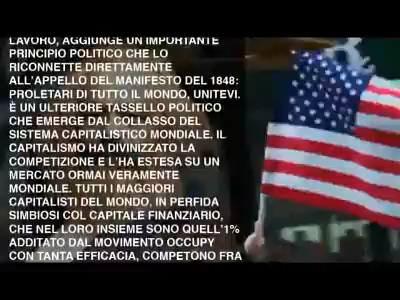 LAVORO, AGGIUNGE UN IMPORTANTE
PRINCIPIO POLITICO CHE LO
RICONNETTE DIRETTAMENTE
ALL'APPELLO DEL MANIFESTO DEL 1848:
PROLETARI DI TUTTO IL MONDO, UNITEVI.
È UN ULTERIORE TASSELLO POLITICO
CHE EMERGE DAL COLLASSO DEL
SISTEMA CAPITALISTICO MONDIALE. IL
CAPITALISMO HA DIVINIZZATO LA
COMPETIZIONE E L'HA ESTESA SU UN
MERCATO ORMAI VERAMENTE
MONDIALE. TUTTI I MAGGIORI
CAPITALISTI DEL MONDO, IN PERFIDA
SIMBIOSI COL CAPITALE FINANZIARIO,
CHE NEL LORO INSIEME SONO QUELL'1%
ADDITATO DAL MOVIMENTO OCCUPY
CON TANTA EFFICACIA, COMPETONO FRA